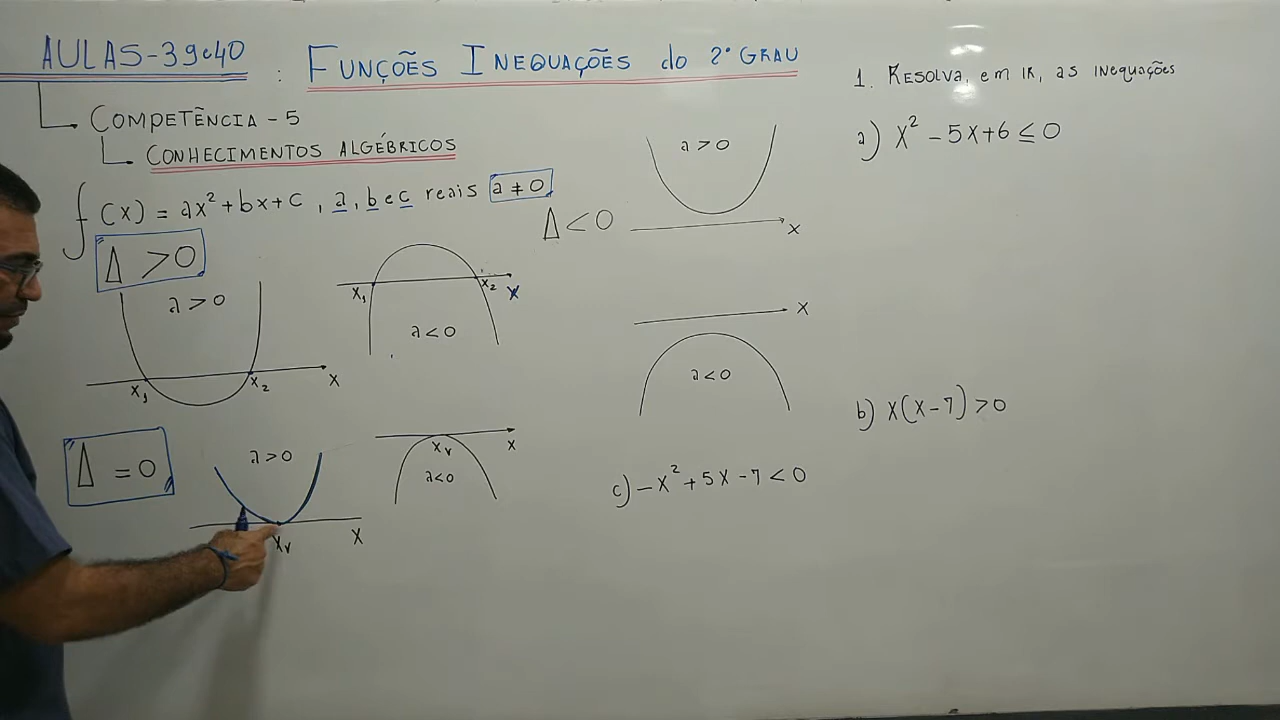 AULAS-39e40 : FUNÇÕES INEQUAÇÕES do 2° GRAU
COMPETÊNCIA - 5
CONHECIMENTOS ALGÉBRICOS
f(x) = ax² + bx + c , a, b e c reais a ≠ 0
Δ > 0
a > 0
x₁ x₂ x
x₁ x₂ x
a < 0
Δ = 0
a > 0
xᵥ x
xᵥ x
a < 0
Δ < 0
a > 0
x
x
a < 0
1. RESOLVA, em IR, as inequações
a) x² - 5x + 6 ≤ 0
b) x(x - 7) > 0
c) - x² + 5x - 7 < 0